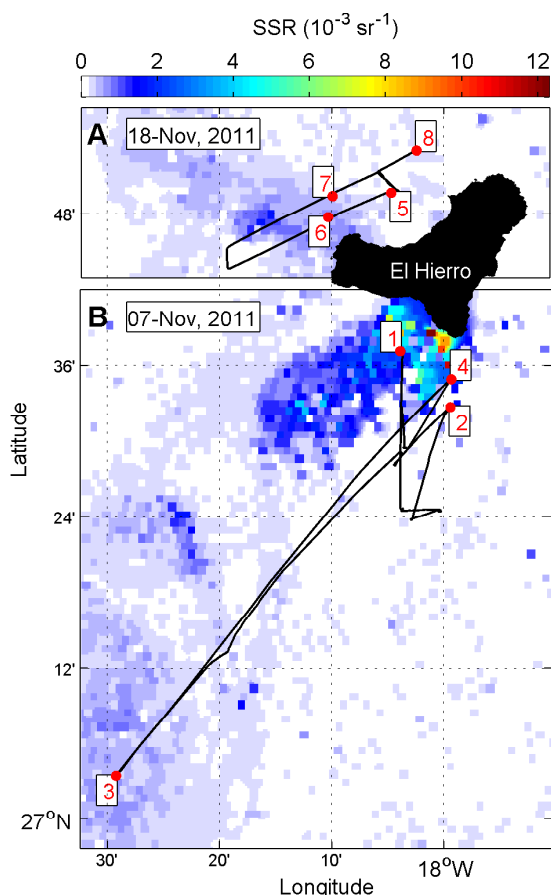 SSR (10⁻³ sr⁻¹)
0 2 4 6 8 10 12
A 18-Nov, 2011
8
7
5
6
48'
El Hierro
B 07-Nov, 2011
1
36'
4
2
Latitude
24'
12'
3
27°N
30' 20' 10' 18°W
Longitude